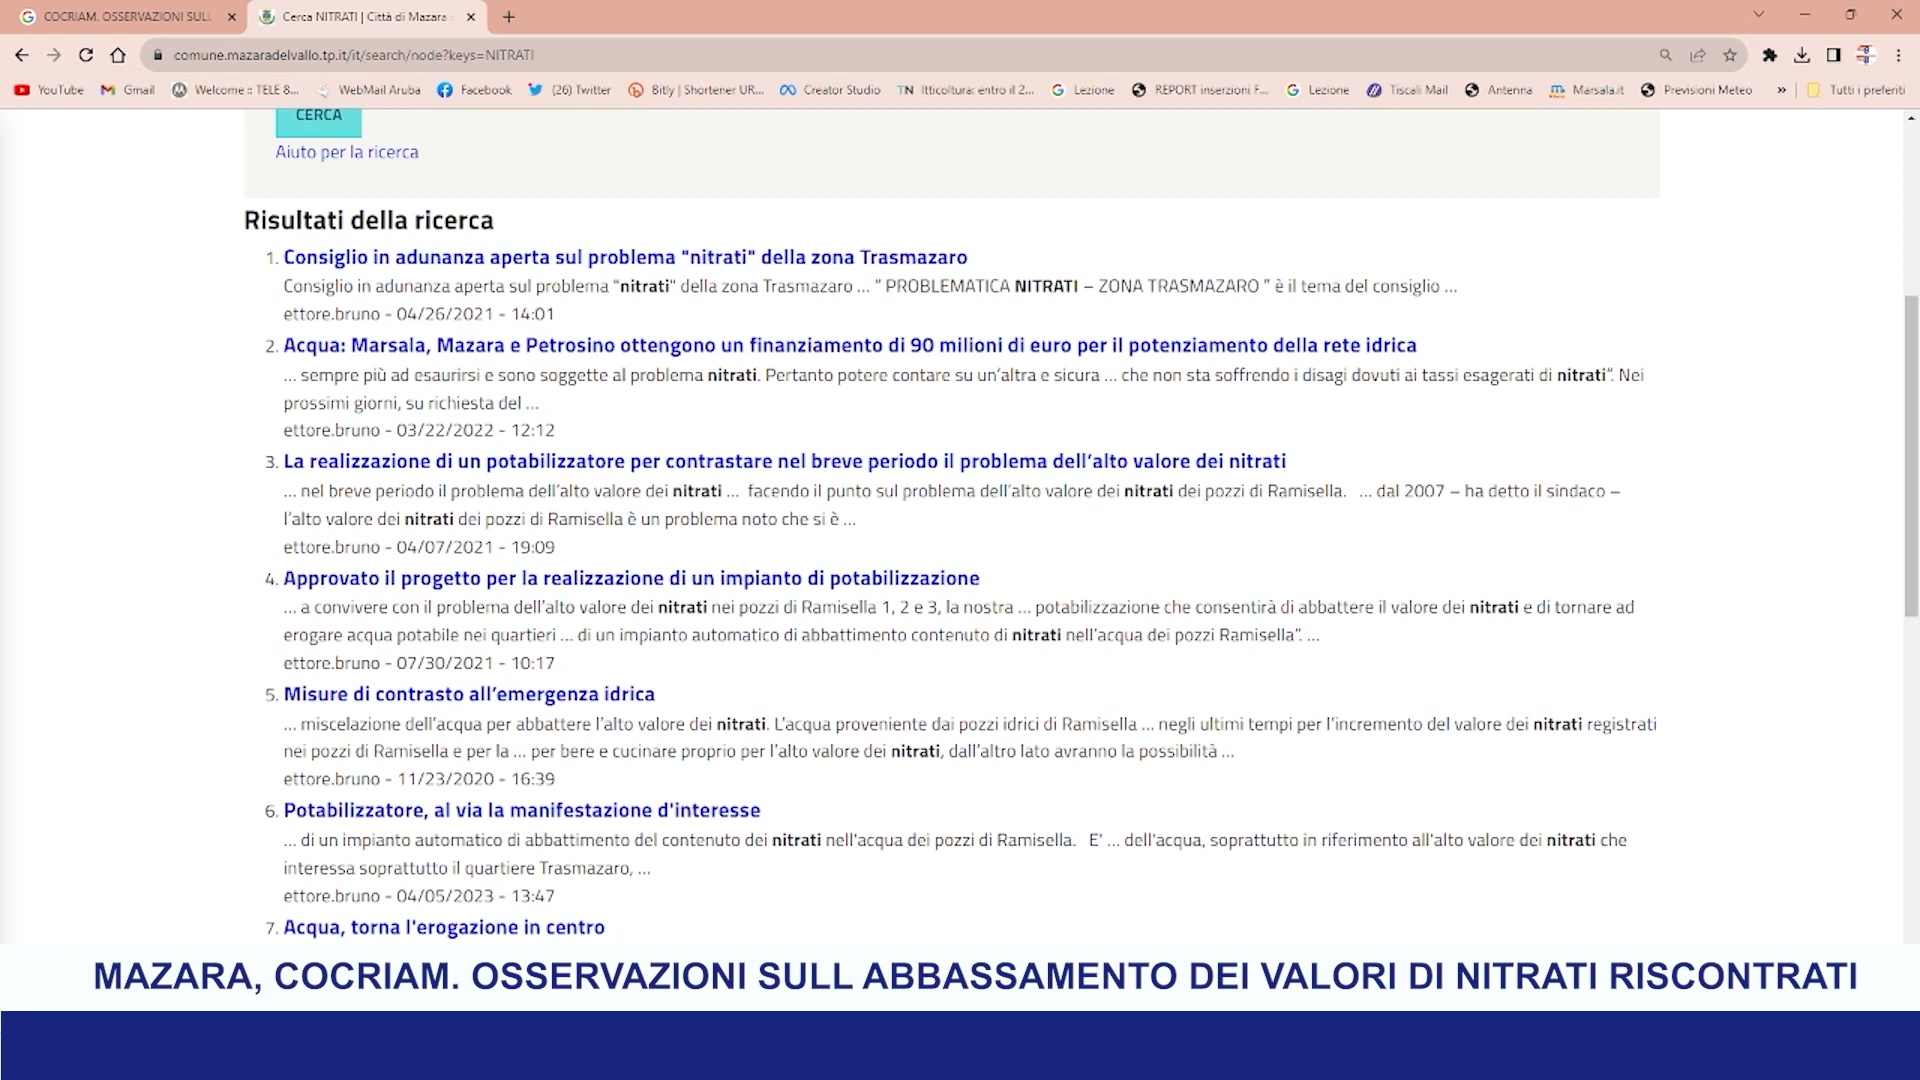 COCRIAM. OSSERVAZIONI SULL
Cerca NITRATI | Città di Mazara
comune.mazaradelvallo.tp.it/it/search/node?keys=NITRATI
YouTube Gmail Welcome :: TELE 8... WebMail Aruba Facebook (26) Twitter Bitly | Shortener UR... Creator Studio TN Itticoltura: entro il 2... Lezione REPORT inserzioni F... Lezione Tiscali Mail Antenna Marsala.it Previsioni Meteo » Tutti i preferiti
CERCA
Aiuto per la ricerca
Risultati della ricerca
1. Consiglio in adunanza aperta sul problema "nitrati" della zona Trasmazaro
Consiglio in adunanza aperta sul problema "nitrati" della zona Trasmazaro ... " PROBLEMATICA NITRATI – ZONA TRASMAZARO " è il tema del consiglio ...
ettore.bruno - 04/26/2021 - 14:01
2. Acqua: Marsala, Mazara e Petrosino ottengono un finanziamento di 90 milioni di euro per il potenziamento della rete idrica
... sempre più ad esaurirsi e sono soggette al problema nitrati. Pertanto potere contare su un'altra e sicura ... che non sta soffrendo i disagi dovuti ai tassi esagerati di nitrati". Nei
prossimi giorni, su richiesta del ...
ettore.bruno - 03/22/2022 - 12:12
3. La realizzazione di un potabilizzatore per contrastare nel breve periodo il problema dell'alto valore dei nitrati
... nel breve periodo il problema dell'alto valore dei nitrati ... facendo il punto sul problema dell'alto valore dei nitrati dei pozzi di Ramisella. ... dal 2007 – ha detto il sindaco –
l'alto valore dei nitrati dei pozzi di Ramisella è un problema noto che si è ...
ettore.bruno - 04/07/2021 - 19:09
4. Approvato il progetto per la realizzazione di un impianto di potabilizzazione
... a convivere con il problema dell'alto valore dei nitrati nei pozzi di Ramisella 1, 2 e 3, la nostra ... potabilizzazione che consentirà di abbattere il valore dei nitrati e di tornare ad
erogare acqua potabile nei quartieri ... di un impianto automatico di abbattimento contenuto di nitrati nell'acqua dei pozzi Ramisella". ...
ettore.bruno - 07/30/2021 - 10:17
5. Misure di contrasto all'emergenza idrica
... miscelazione dell'acqua per abbattere l'alto valore dei nitrati. L'acqua proveniente dai pozzi idrici di Ramisella ... negli ultimi tempi per l'incremento del valore dei nitrati registrati
nei pozzi di Ramisella e per la ... per bere e cucinare proprio per l'alto valore dei nitrati, dall'altro lato avranno la possibilità ...
ettore.bruno - 11/23/2020 - 16:39
6. Potabilizzatore, al via la manifestazione d'interesse
... di un impianto automatico di abbattimento del contenuto dei nitrati nell'acqua dei pozzi di Ramisella. E' ... dell'acqua, soprattutto in riferimento all'alto valore dei nitrati che
interessa soprattutto il quartiere Trasmazaro, ...
ettore.bruno - 04/05/2023 - 13:47
7. Acqua, torna l'erogazione in centro
MAZARA, COCRIAM. OSSERVAZIONI SULL ABBASSAMENTO DEI VALORI DI NITRATI RISCONTRATI